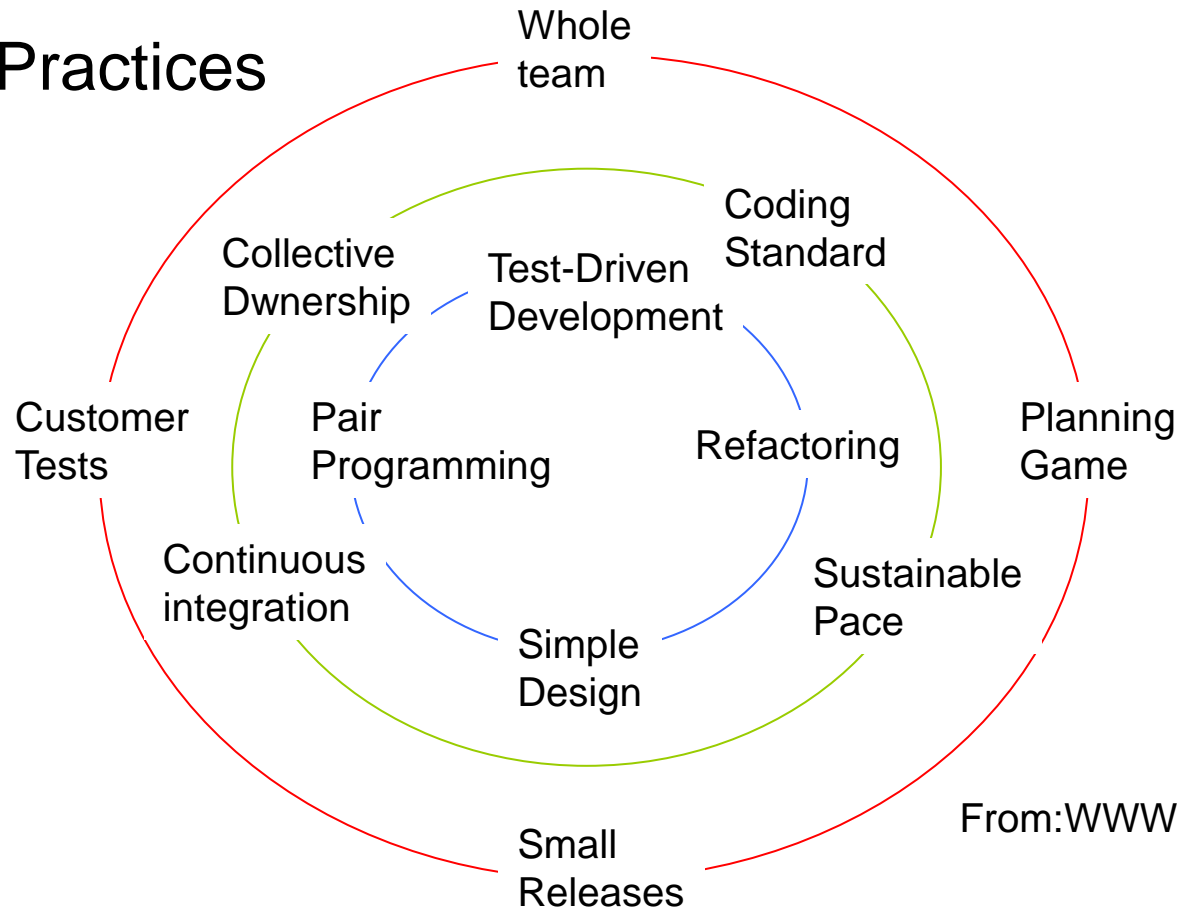 Practices
Whole
team
Coding
Standard
Collective
Dwnership
Test-Driven
Development
Customer
Tests
Pair
Programming
Refactoring
Planning
Game
Continuous
integration
Sustainable
Pace
Simple
Design
Small
Releases
From:WWW